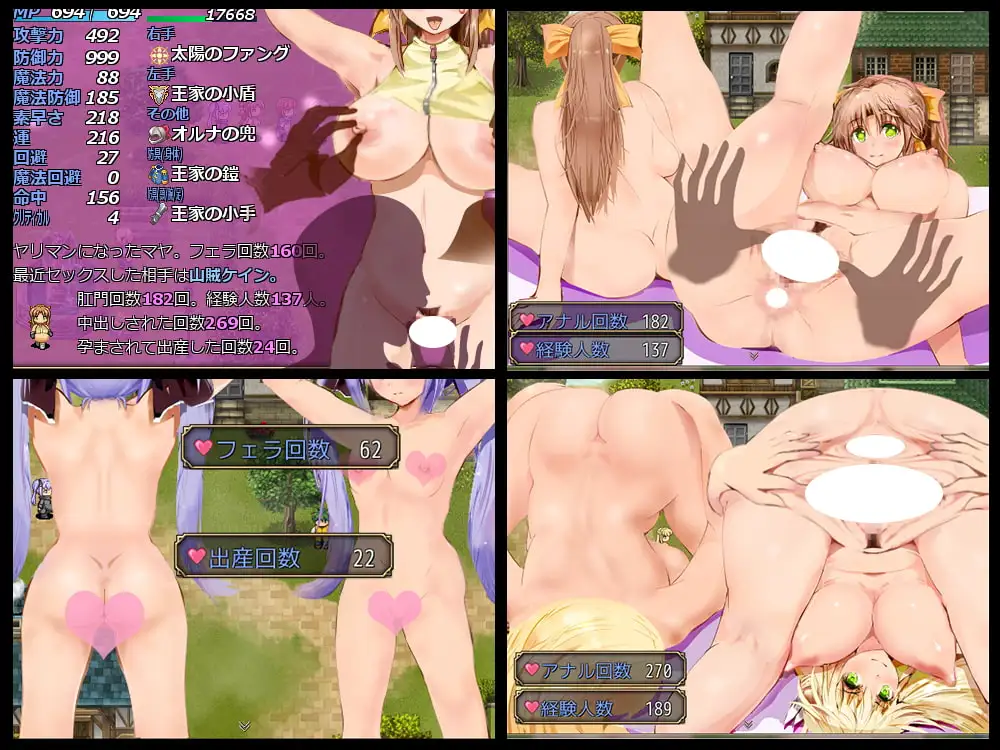 MP 694/ 694
17668
攻撃力 492
防御力 999
魔法力 88
魔法防御 185
素早さ 218
運 216
回避 27
魔法回避 0
命中 156
クリティカル 4
右手
太陽のファング
左手
王家の小盾
その他
オルナの兜
防具(身体)
王家の鎧
王家の小手
ヤリマンになったマヤ。フェラ回数160回。
最近セックスした相手は山賊ケイン。
肛門回数182回。経験人数137人。
中出しされた回数269回。
孕まされて出産した回数24回。
アナル回数 182
経験人数 137
フェラ回数 62
出産回数 22
アナル回数 270
経験人数 189